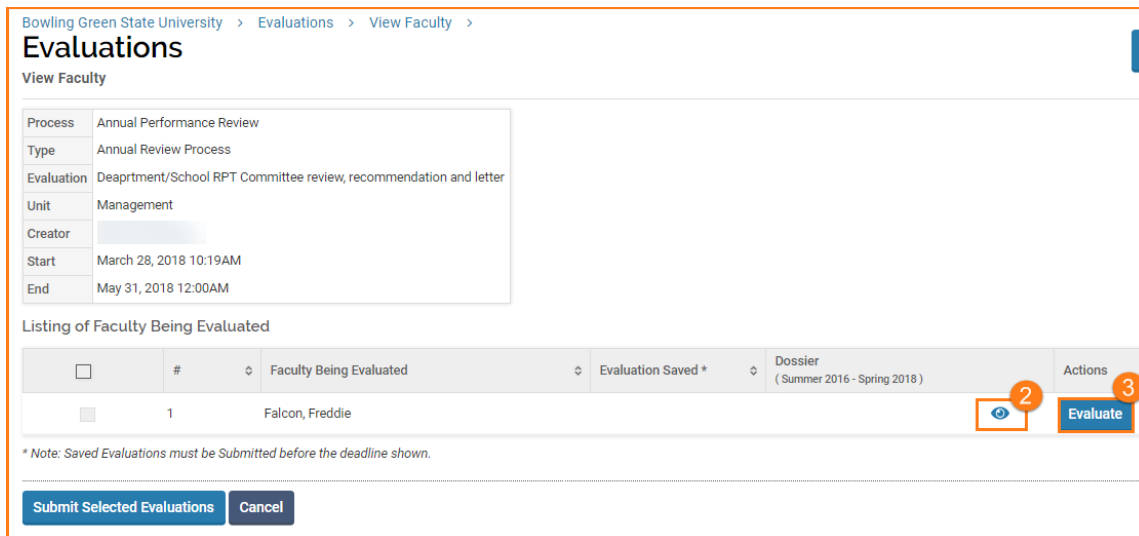 Bowling Green State University > Evaluations > View Faculty >
Evaluations
View Faculty
Process Annual Performance Review
Type Annual Review Process
Evaluation Deaprtment/School RPT Committee review, recommendation and letter
Unit Management
Creator
Start March 28, 2018 10:19AM
End May 31, 2018 12:00AM
Listing of Faculty Being Evaluated
# Faculty Being Evaluated Evaluation Saved * Dossier Actions
( Summer 2016 - Spring 2018 )
1 Falcon, Freddie 2 Evaluate 3
* Note: Saved Evaluations must be Submitted before the deadline shown.
Submit Selected Evaluations Cancel